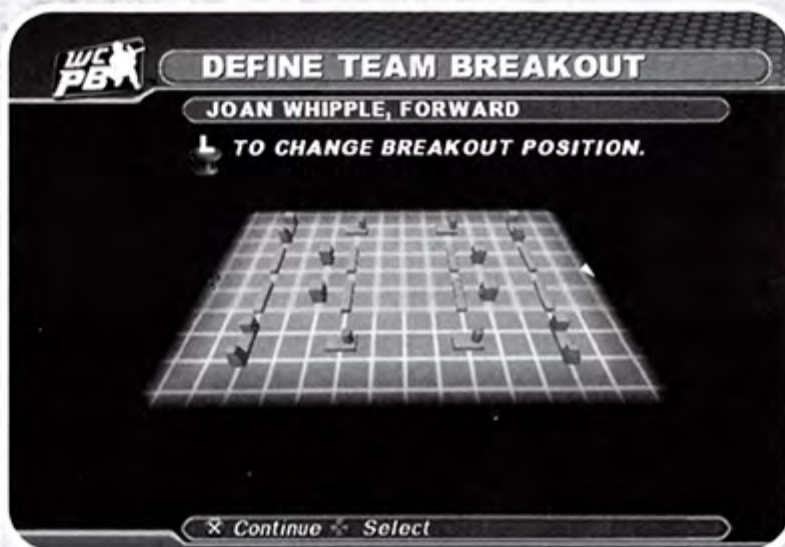 WC
PB
DEFINE TEAM BREAKOUT
JOAN WHIPPLE, FORWARD
L TO CHANGE BREAKOUT POSITION.
X Continue Select